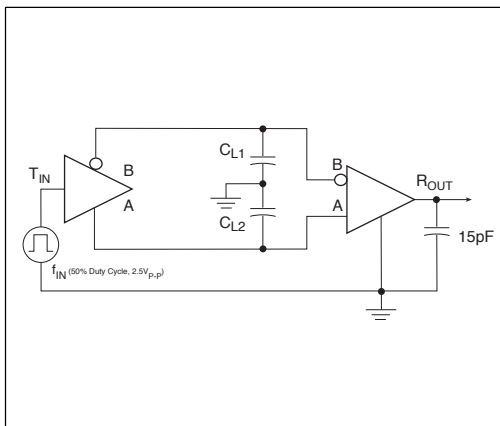 B
C_L1
T_IN
B
A
R_OUT
C_L2
A
15pF
f_IN (50% Duty Cycle, 2.5V_P-P)